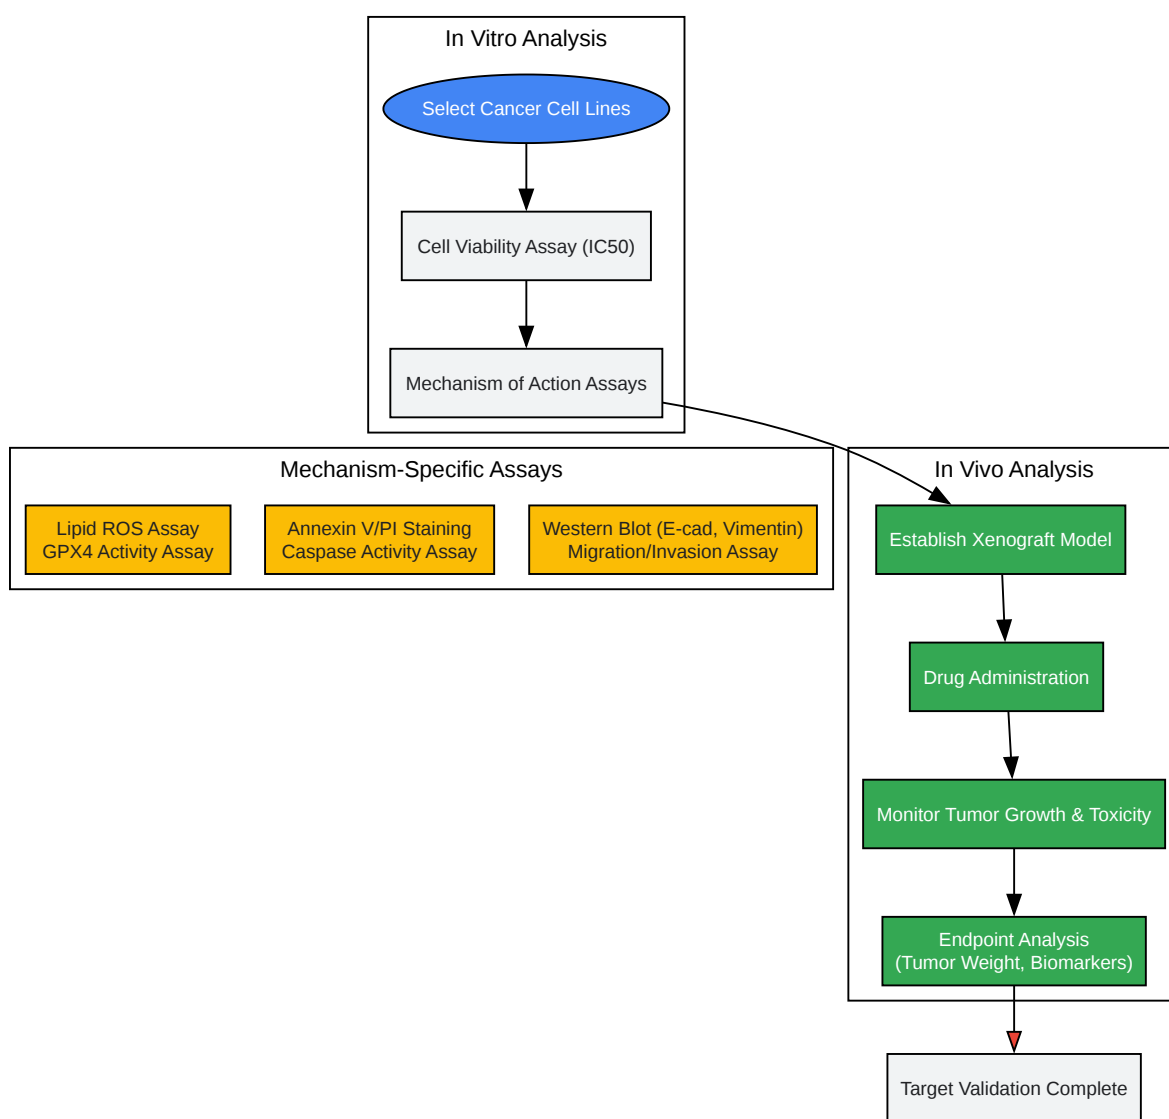 In Vitro Analysis
Select Cancer Cell Lines
Cell Viability Assay (IC50)
Mechanism of Action Assays
Mechanism-Specific Assays
Lipid ROS Assay
GPX4 Activity Assay
Annexin V/PI Staining
Caspase Activity Assay
Western Blot (E-cad, Vimentin)
Migration/Invasion Assay
In Vivo Analysis
Establish Xenograft Model
Drug Administration
Monitor Tumor Growth & Toxicity
Endpoint Analysis
(Tumor Weight, Biomarkers)
Target Validation Complete